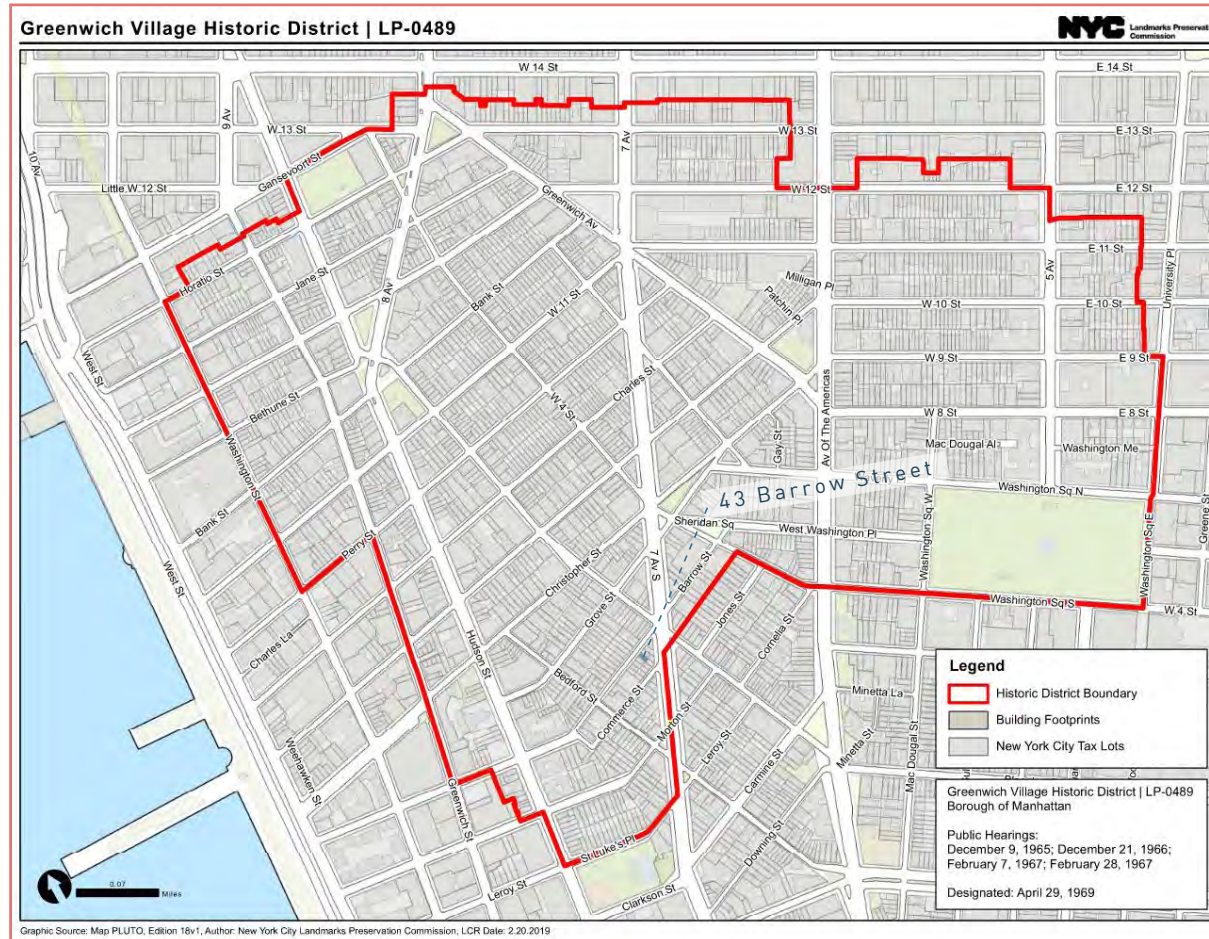 Greenwich Village Historic District | LP-0489
NYC Landmarks Preservat
Commission
W 14 St
E 14 St
9 Av
W 13 St
7 Av
W 13 St
E 13 St
10 Av
Gansevoort St
Little W 12 St
W 12 St
E 12 St
Greenwich Av
E 11 St
5 Av
University Pl
Horatio St
Jane St
8 Av
Bank St
W 11 St
Milligan Pl
Patchin Pl
W 10 St
E 10 St
West St
W 9 St
E 9 St
Charles St
Av Of The Americas
Bethune St
W 4 St
W 8 St
E 8 St
Gay St
Mac Dougal Al
Washington Me
Washington St
43 Barrow Street
Washington Sq N
Bank St
Sheridan Sq
West Washington Pl
Washington Sq W
Washington Sq E
Greene St
Perry St
7 Av S
Christopher St
Barrow St
West St
Grove St
Jones St
Washington Sq S
W 4 St
Charles La
Hudson St
Cornelia St
Bedford St
Commerce St
Morton St
Minetta La
Leroy St
Mac Dougal St
Minetta St
Weehawken St
Carmine St
Greenwich St
St Luke's Pl
Downing St
Leroy St
Clarkson St
Legend
Historic District Boundary
Building Footprints
New York City Tax Lots
Greenwich Village Historic District | LP-0489
Borough of Manhattan
Public Hearings:
December 9, 1965; December 21, 1966;
February 7, 1967; February 28, 1967
Designated: April 29, 1969
0.07
Miles
Graphic Source: Map PLUTO, Edition 18v1, Author: New York City Landmarks Preservation Commission, LCR Date: 2.20.2019